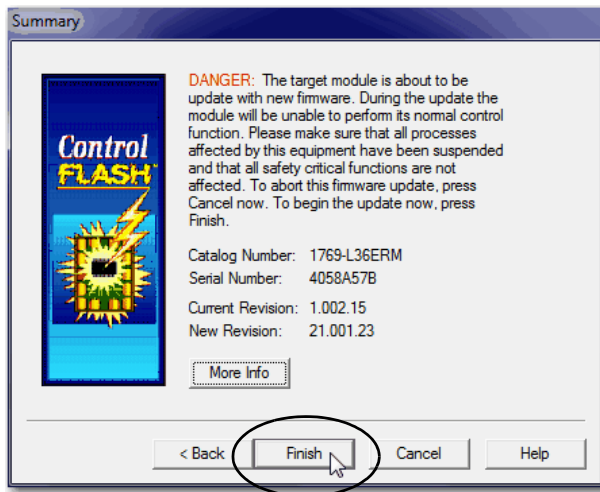 Summary
DANGER: The target module is about to be
update with new firmware. During the update the
module will be unable to perform its normal control
function. Please make sure that all processes
affected by this equipment have been suspended
and that all safety critical functions are not
affected. To abort this firmware update, press
Cancel now. To begin the update now, press
Finish.
Control
FLASH
Catalog Number: 1769-L36ERM
Serial Number: 4058A57B
Current Revision: 1.002.15
New Revision: 21.001.23
More Info
< Back
Finish
Cancel
Help